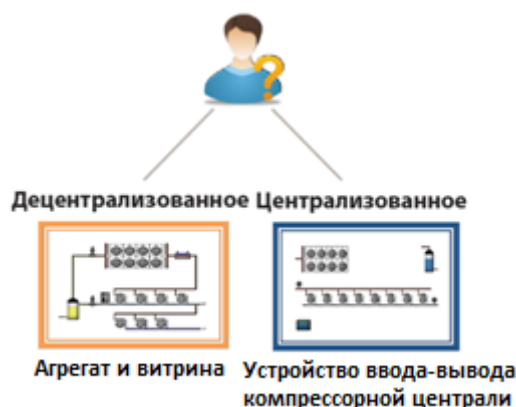 ?
Децентрализованное Централизованное
Агрегат и витрина
Устройство ввода-вывода
компрессорной централи